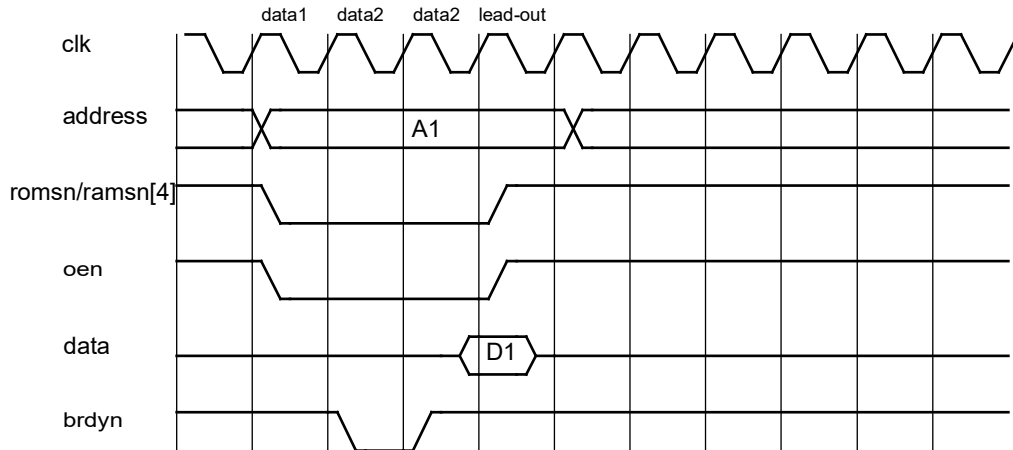 data1 data2 data2 lead-out
clk
address
A1
romsn/ramsn[4]
oen
data
D1
brdyn